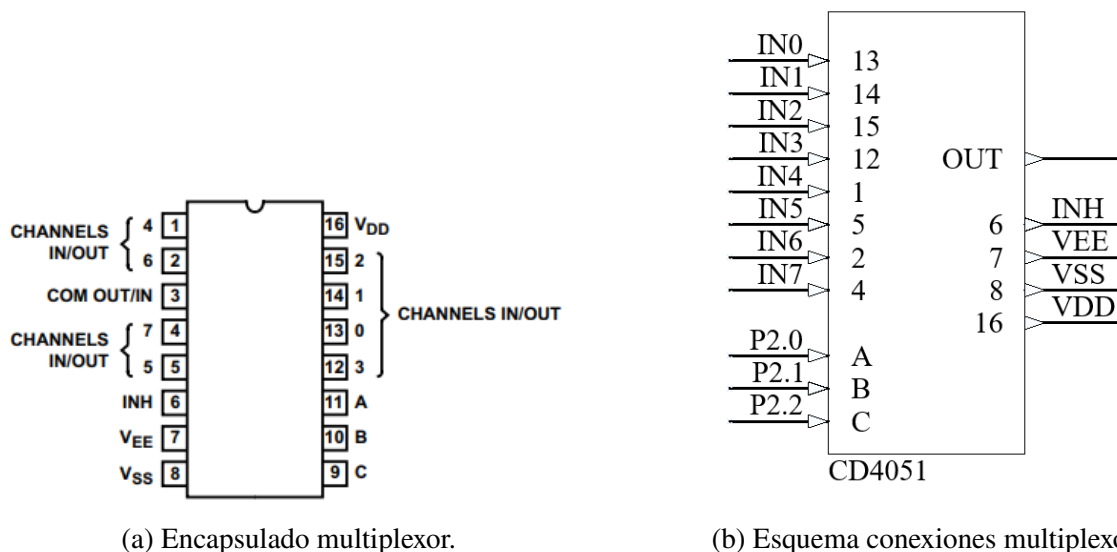 CHANNELS
IN/OUT
4 1
6 2
COM OUT/IN 3
CHANNELS
IN/OUT
7 4
5 5
INH 6
VEE 7
VSS 8
16 VDD
15 2
14 1
13 0
12 3
CHANNELS IN/OUT
11 A
10 B
9 C
(a) Encapsulado multiplexor.
IN0 13
IN1 14
IN2 15
IN3 12
IN4 1
IN5 5
IN6 2
IN7 4
P2.0 A
P2.1 B
P2.2 C
OUT
6 INH
7 VEE
8 VSS
16 VDD
CD4051
(b) Esquema conexiones